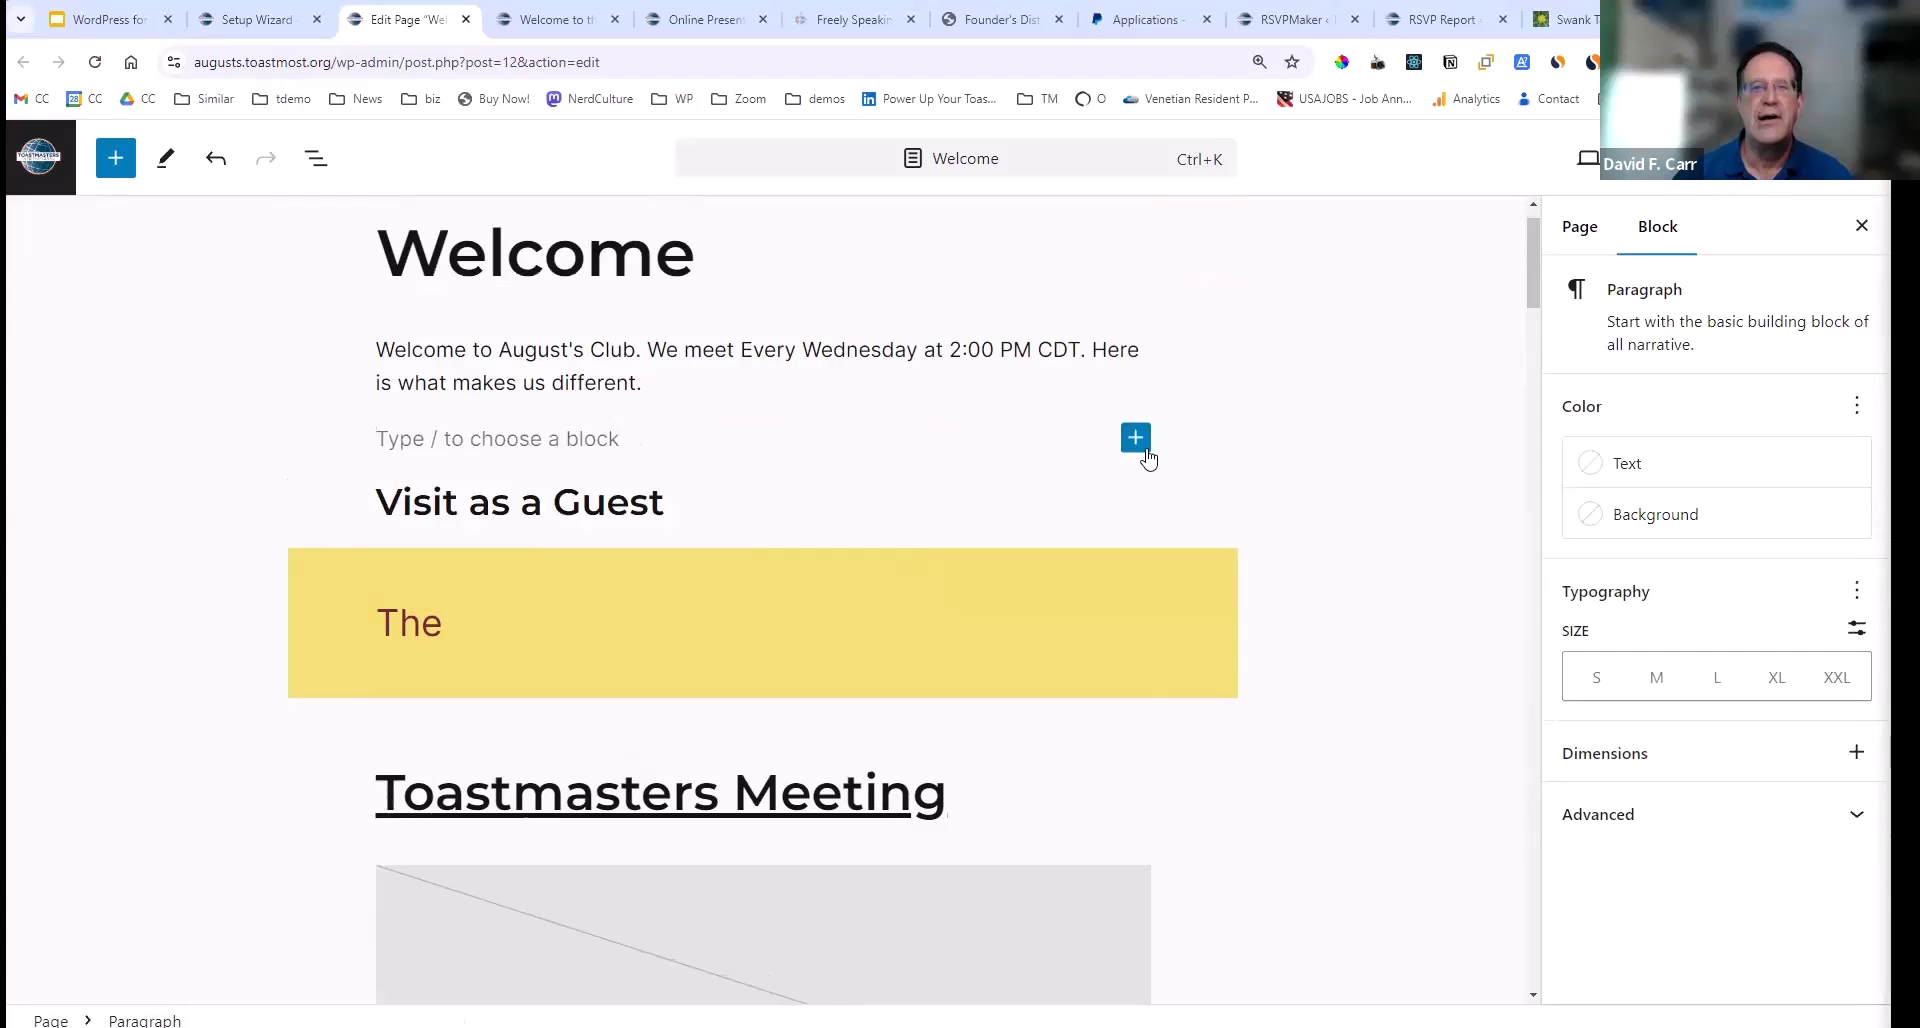 WordPress for
Setup Wizard
Edit Page "Wel
Welcome to th
Online Present
Freely Speakin
Founder's Dist
Applications -
RSVPMaker ‹
RSVP Report
Swank T
augusts.toastmost.org/wp-admin/post.php?post=12&action=edit
CC
CC
CC
Similar
tdemo
News
biz
Buy Now!
NerdCulture
WP
Zoom
demos
Power Up Your Toas...
TM
O
Venetian Resident P...
USAJOBS - Job Ann...
Analytics
Contact
David F. Carr
TOASTMASTERS
Welcome
Ctrl+K
Welcome
Welcome to August's Club. We meet Every Wednesday at 2:00 PM CDT. Here
is what makes us different.
Type / to choose a block
Visit as a Guest
The
Toastmasters Meeting
Page
Block
Paragraph
Start with the basic building block of
all narrative.
Color
Text
Background
Typography
SIZE
S M L XL XXL
Dimensions
Advanced
Page › Paragraph